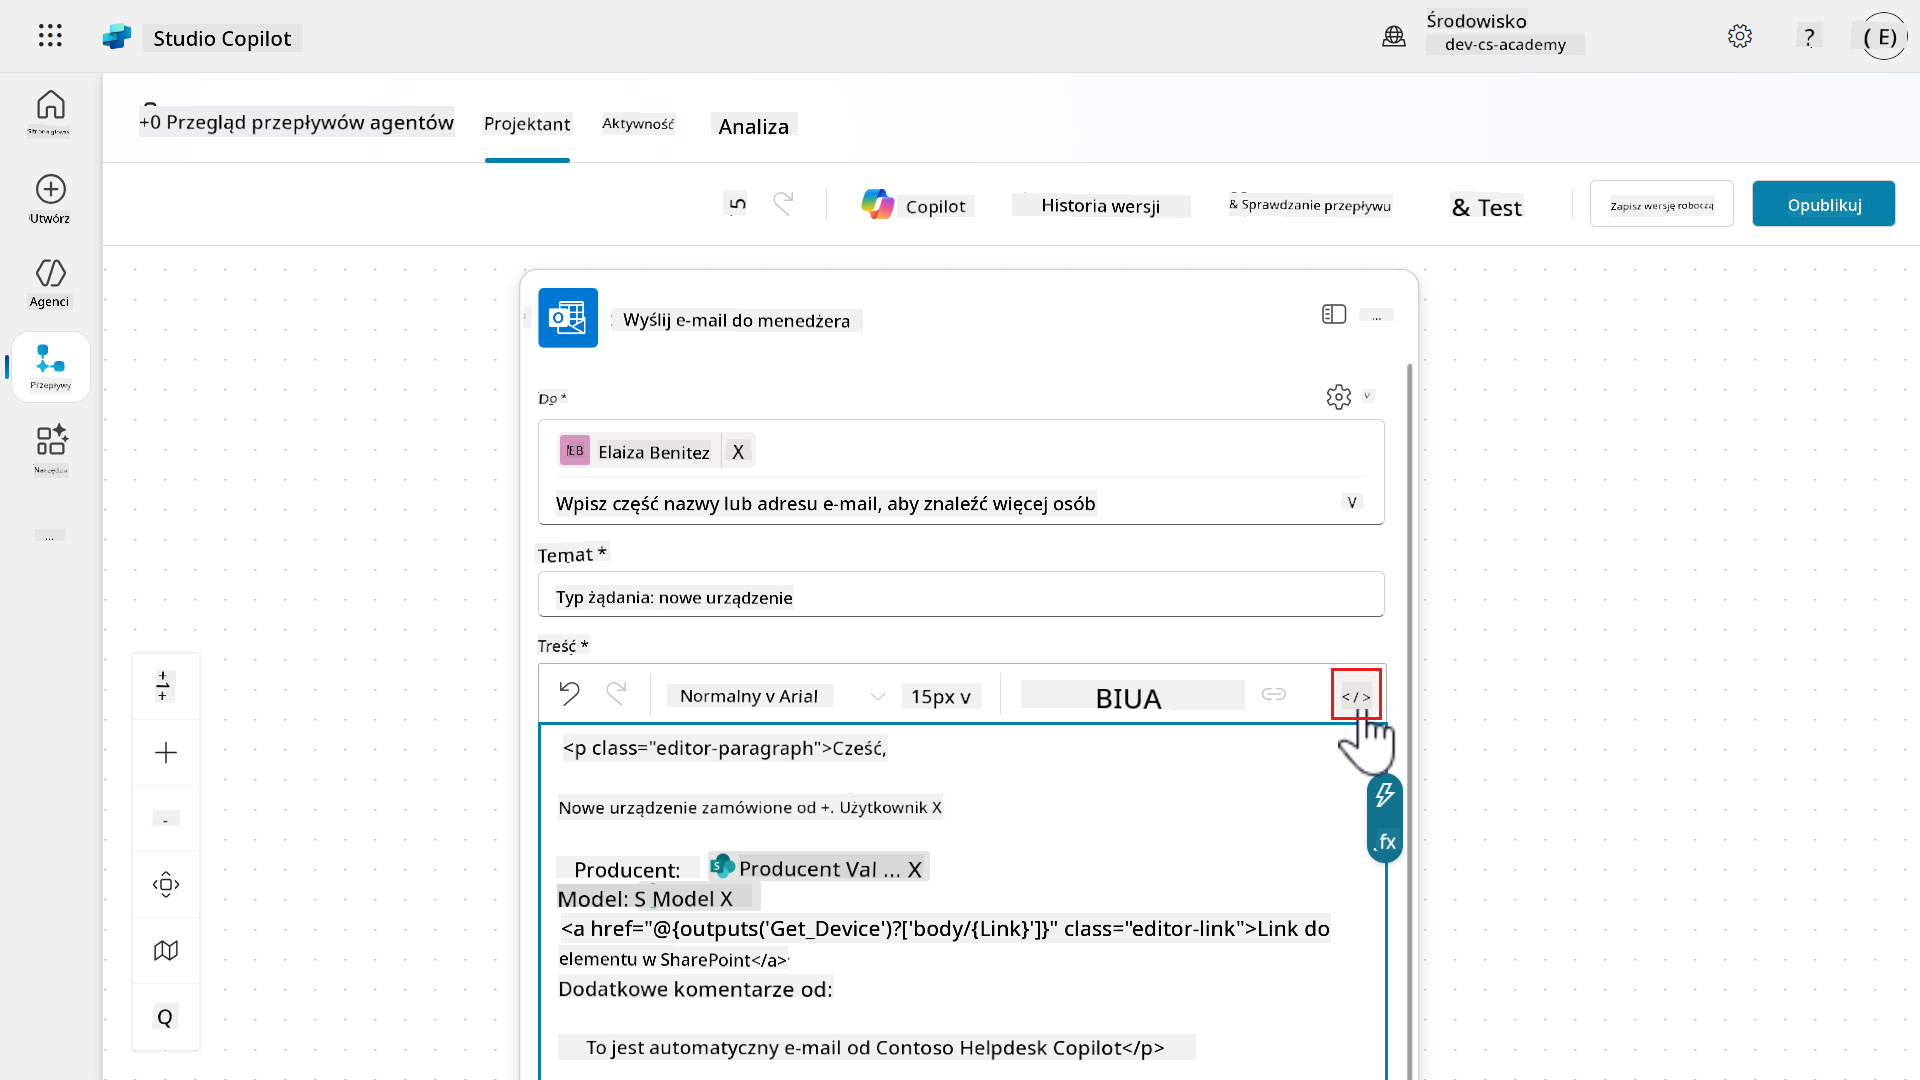 Studio Copilot
Środowisko
dev-cs-academy
?
( E)
Strona główna
Utwórz
Agenci
Przepływy
Narzędzia
...
+0 Przegląd przepływów agentów
Projektant
Aktywność
Analiza
5
Copilot
Historia wersji
& Sprawdzanie przepływu
& Test
Zapisz wersję roboczą
Opublikuj
Wyślij e-mail do menedżera
...
Do *
EB
Elaiza Benitez
X
Wpisz część nazwy lub adresu e-mail, aby znaleźć więcej osób
V
Temat *
Typ żądania: nowe urządzenie
Treść *
Normalny v Arial
15px v
BIUA
</>
<p class="editor-paragraph">Cześć,
Nowe urządzenie zamówione od +. Użytkownik X
Producent: S Producent Val ... X
Model: S Model X
<a href="@{outputs('Get_Device')?['body/{Link}']}" class="editor-link">Link do
elementu w SharePoint</a>
Dodatkowe komentarze od:
To jest automatyczny e-mail od Contoso Helpdesk Copilot</p>
fx
+
-
Q